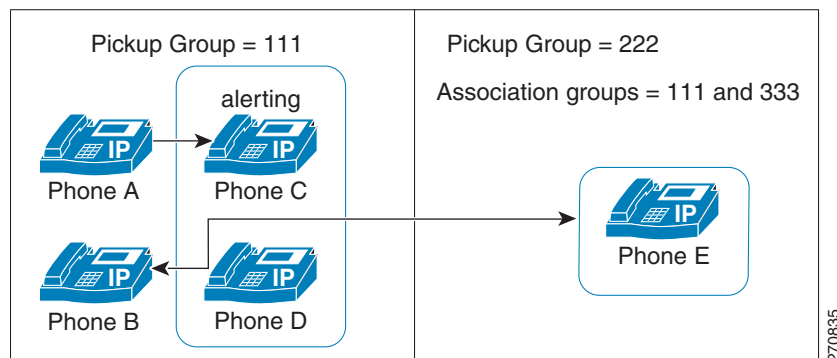 Pickup Group = 111
Pickup Group = 222
Association groups = 111 and 333
alerting
IP
IP
Phone A
Phone C
IP
Phone E
IP
IP
Phone B
Phone D
270835